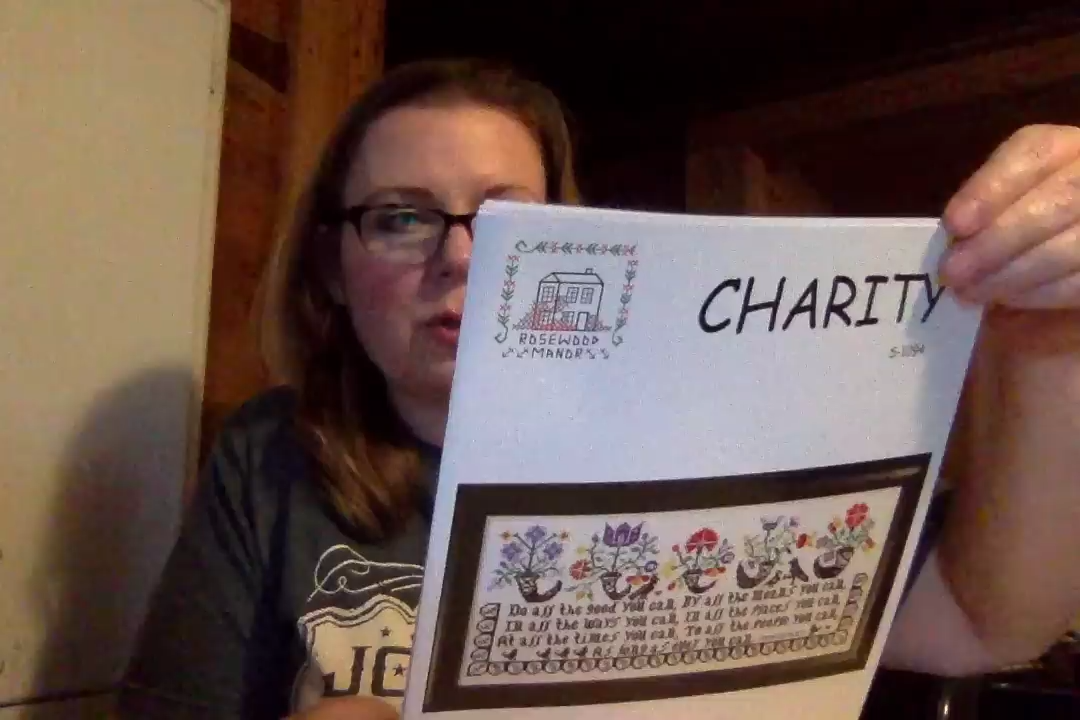 CHARITY
ROSEWOOD
MANOR
Do all the good you can, By all the Means you can,
In all the ways you can, In all the places you can,
At all the times you can, To all the people you can,
As long as ever you can
JC